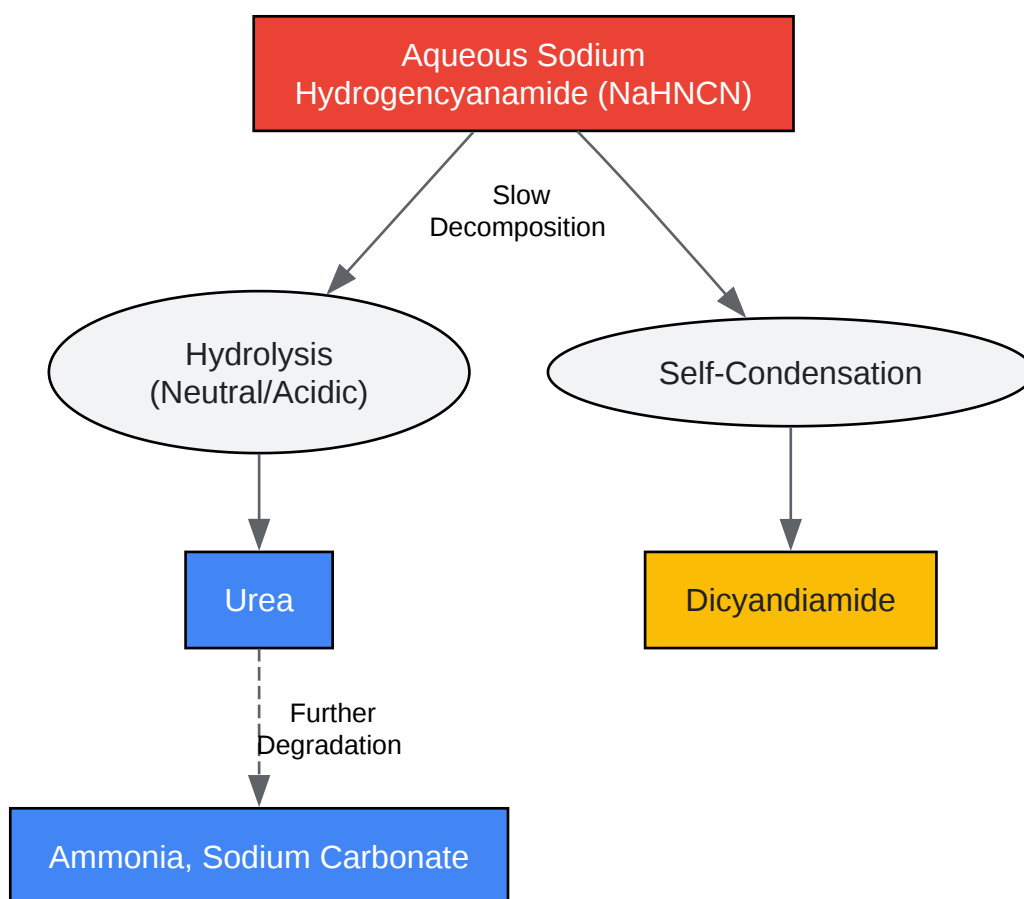 Aqueous Sodium
Hydrogencyanamide (NaHNCN)
Slow
Decomposition
Hydrolysis
(Neutral/Acidic)
Self-Condensation
Urea
Dicyandiamide
Further
Degradation
Ammonia, Sodium Carbonate